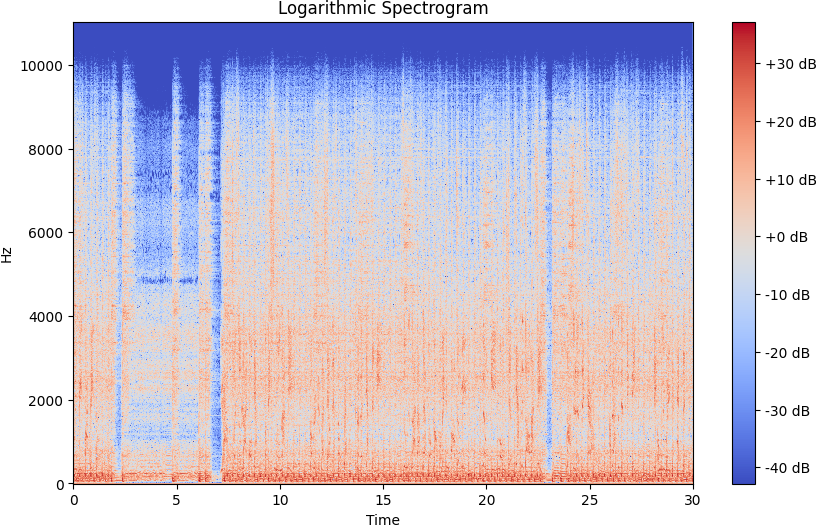 Logarithmic Spectrogram
Hz
10000
8000
6000
4000
2000
0
0 5 10 15 20 25 30
Time
+30 dB
+20 dB
+10 dB
+0 dB
-10 dB
-20 dB
-30 dB
-40 dB